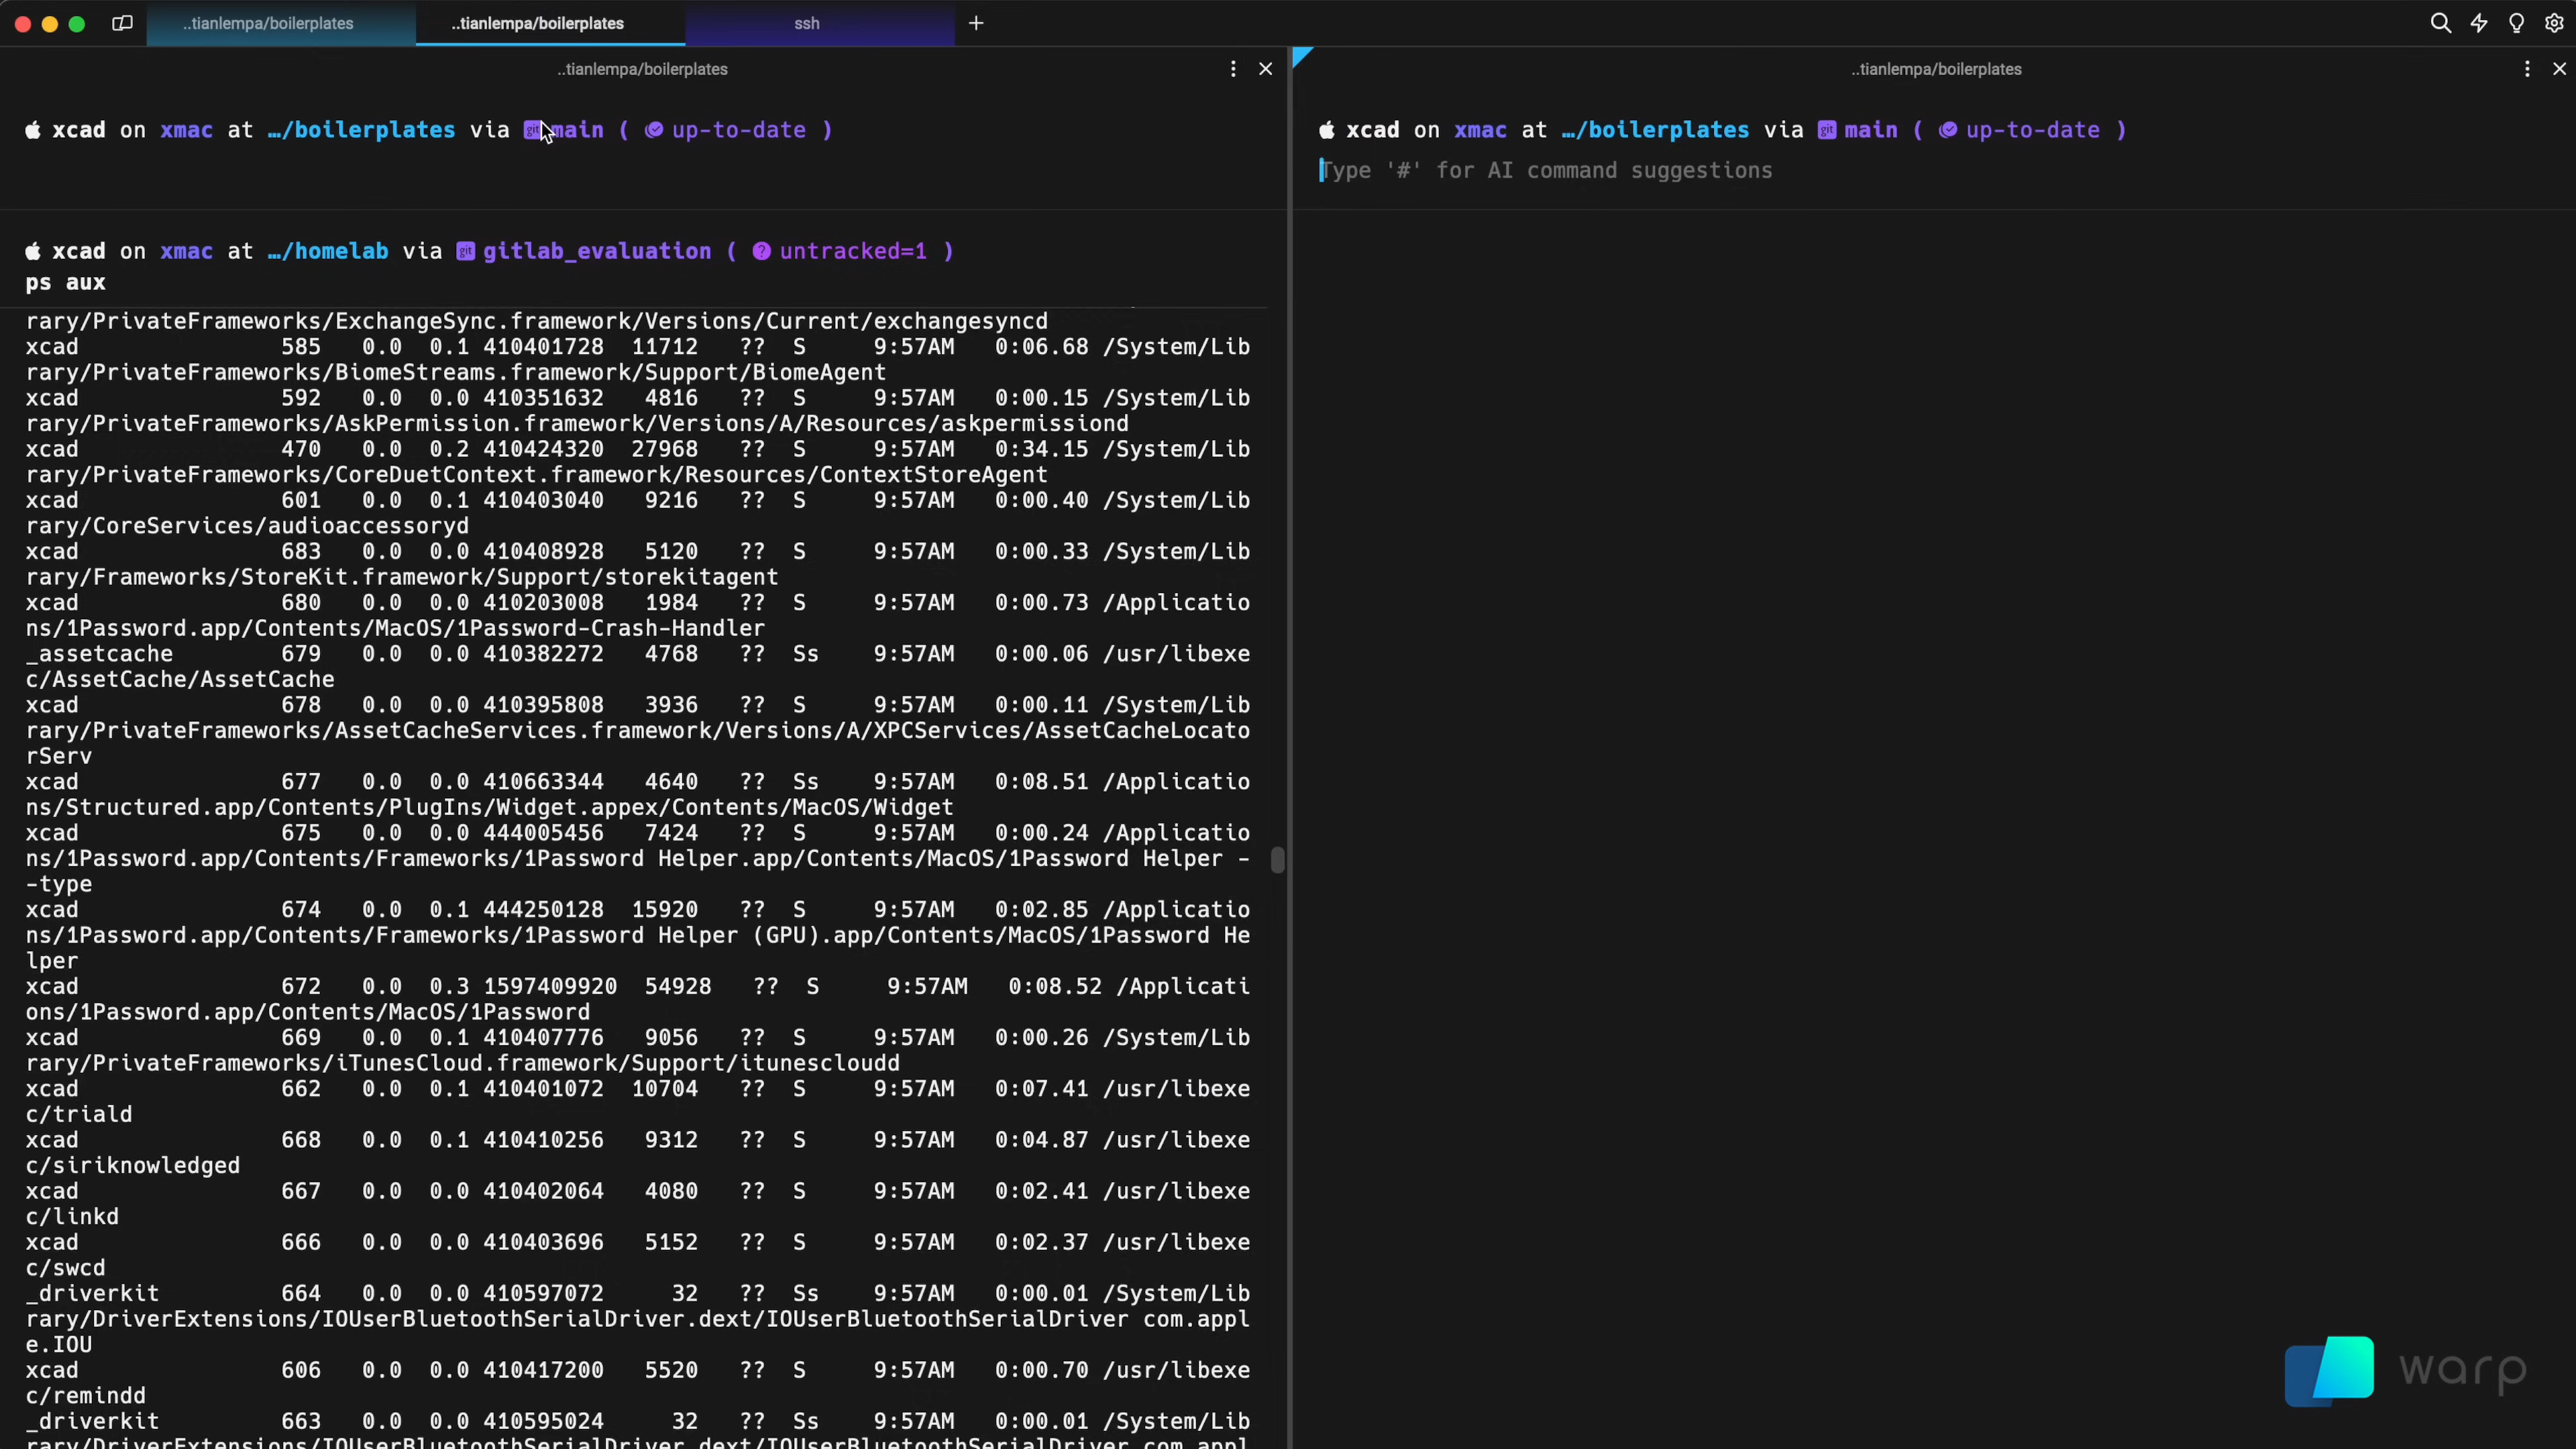 ..tianlempa/boilerplates
..tianlempa/boilerplates
ssh
..tianlempa/boilerplates
xcad on xmac at …/boilerplates via main ( up-to-date )
xcad on xmac at …/homelab via git gitlab_evaluation ( ? untracked=1 )
ps aux
rary/PrivateFrameworks/ExchangeSync.framework/Versions/Current/exchangesyncd
xcad 585 0.0 0.1 410401728 11712 ?? S 9:57AM 0:06.68 /System/Lib
rary/PrivateFrameworks/BiomeStreams.framework/Support/BiomeAgent
xcad 592 0.0 0.0 410351632 4816 ?? S 9:57AM 0:00.15 /System/Lib
rary/PrivateFrameworks/AskPermission.framework/Versions/A/Resources/askpermissiond
xcad 470 0.0 0.2 410424320 27968 ?? S 9:57AM 0:34.15 /System/Lib
rary/PrivateFrameworks/CoreDuetContext.framework/Resources/ContextStoreAgent
xcad 601 0.0 0.1 410403040 9216 ?? S 9:57AM 0:00.40 /System/Lib
rary/CoreServices/audioaccessoryd
xcad 683 0.0 0.0 410408928 5120 ?? S 9:57AM 0:00.33 /System/Lib
rary/Frameworks/StoreKit.framework/Support/storekitagent
xcad 680 0.0 0.0 410203008 1984 ?? S 9:57AM 0:00.73 /Applicatio
ns/1Password.app/Contents/MacOS/1Password-Crash-Handler
_assetcache 679 0.0 0.0 410382272 4768 ?? Ss 9:57AM 0:00.06 /usr/libexe
c/AssetCache/AssetCache
xcad 678 0.0 0.0 410395808 3936 ?? S 9:57AM 0:00.11 /System/Lib
rary/PrivateFrameworks/AssetCacheServices.framework/Versions/A/XPCServices/AssetCacheLocato
rServ
xcad 677 0.0 0.0 410663344 4640 ?? Ss 9:57AM 0:08.51 /Applicatio
ns/Structured.app/Contents/PlugIns/Widget.appex/Contents/MacOS/Widget
xcad 675 0.0 0.0 444005456 7424 ?? S 9:57AM 0:00.24 /Applicatio
ns/1Password.app/Contents/Frameworks/1Password Helper.app/Contents/MacOS/1Password Helper -
-type
xcad 674 0.0 0.1 444250128 15920 ?? S 9:57AM 0:02.85 /Applicatio
ns/1Password.app/Contents/Frameworks/1Password Helper (GPU).app/Contents/MacOS/1Password He
lper
xcad 672 0.0 0.3 1597409920 54928 ?? S 9:57AM 0:08.52 /Applicati
ons/1Password.app/Contents/MacOS/1Password
xcad 669 0.0 0.1 410407776 9056 ?? S 9:57AM 0:00.26 /System/Lib
rary/PrivateFrameworks/iTunesCloud.framework/Support/itunescloudd
xcad 662 0.0 0.1 410401072 10704 ?? S 9:57AM 0:07.41 /usr/libexe
c/triald
xcad 668 0.0 0.1 410410256 9312 ?? S 9:57AM 0:04.87 /usr/libexe
c/siriknowledged
xcad 667 0.0 0.0 410402064 4080 ?? S 9:57AM 0:02.41 /usr/libexe
c/linkd
xcad 666 0.0 0.0 410403696 5152 ?? S 9:57AM 0:02.37 /usr/libexe
c/swcd
_driverkit 664 0.0 0.0 410597072 32 ?? Ss 9:57AM 0:00.01 /System/Lib
rary/DriverExtensions/IOUserBluetoothSerialDriver.dext/IOUserBluetoothSerialDriver com.appl
e.IOU
xcad 606 0.0 0.0 410417200 5520 ?? S 9:57AM 0:00.70 /usr/libexe
c/remindd
_driverkit 663 0.0 0.0 410595024 32 ?? Ss 9:57AM 0:00.01 /System/Lib
rary/DriverExtensions/IOUserBluetoothSerialDriver.dext/IOUserBluetoothSerialDriver com.appl
..tianlempa/boilerplates
xcad on xmac at …/boilerplates via git main ( up-to-date )
Type '#' for AI command suggestions
warp